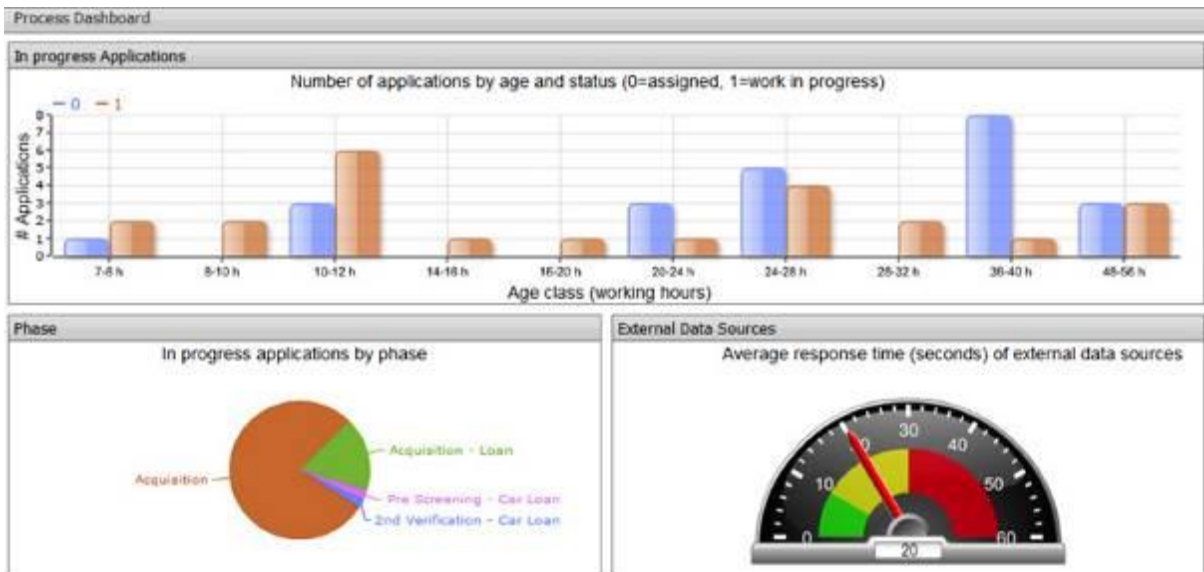 Process Dashboard
In progress Applications
Number of applications by age and status (0=assigned, 1=work in progress)
0 1
# Applications
8
7
6
5
4
3
2
1
0
7-8 h 8-10 h 10-12 h 14-16 h 16-20 h 20-24 h 24-28 h 28-32 h 36-40 h 48-56 h
Age class (working hours)
Phase
In progress applications by phase
Acquisition - Loan
Acquisition
Pre Screening - Car Loan
2nd Verification - Car Loan
External Data Sources
Average response time (seconds) of external data sources
0 10 20 30 40 50 60
20